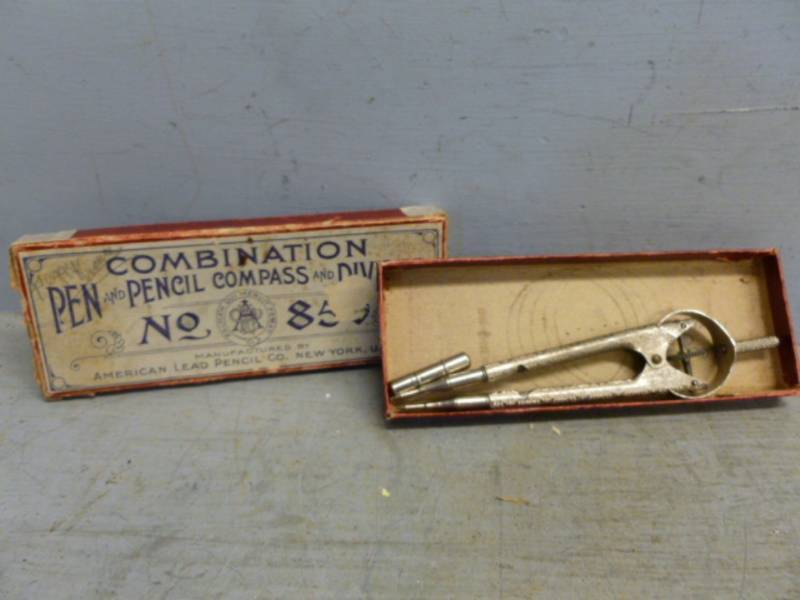 COMBINATION
PEN AND PENCIL COMPASS AND DIVI
No 85
MANUFACTURED BY
AMERICAN LEAD PENCIL CO. NEW YORK, U.